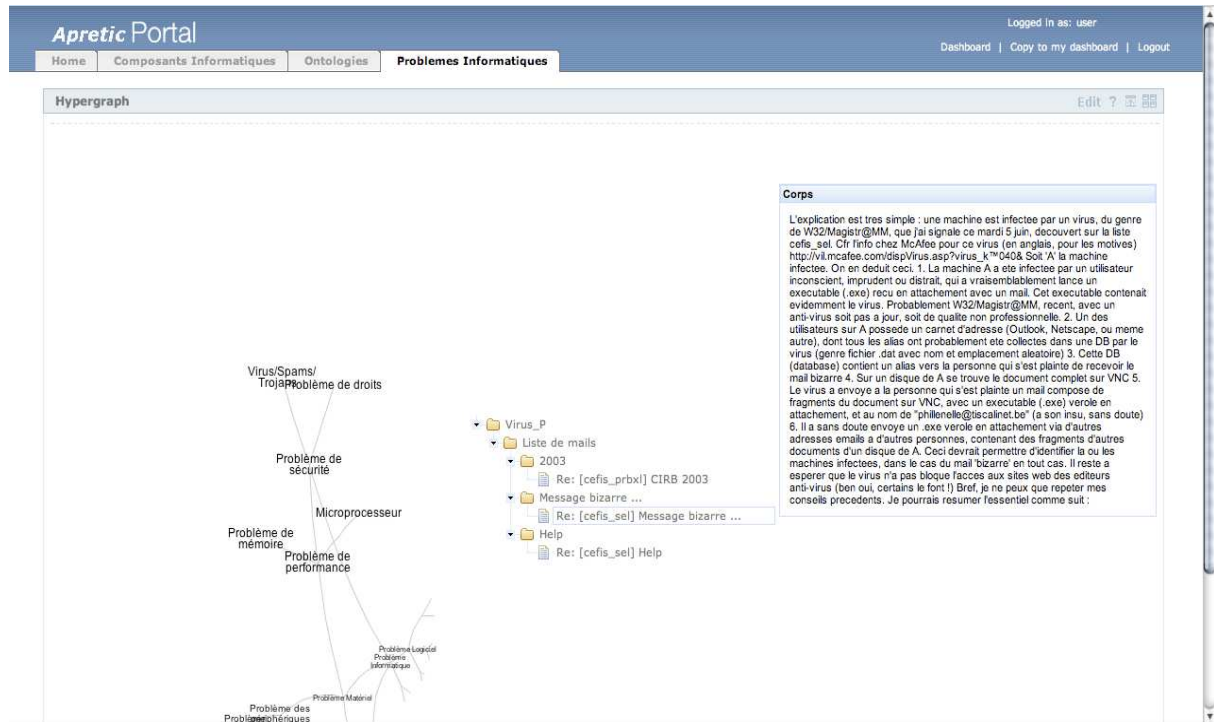 Apretic Portal
Logged in as: user
Dashboard | Copy to my dashboard | Logout
Home
Composants Informatiques
Ontologies
Problemes Informatiques
Hypergraph
Edit ?
Virus/Spams/
Trojans
Problème de droits
Problème de
sécurité
Microprocesseur
Problème de
mémoire
Problème de
performance
Problème Logiciel
Problème
Informatique
Problème Matériel
Problème des
périphériques
Virus_P
Liste de mails
2003
Re: [cefis_prbxl] CIRB 2003
Message bizarre ...
Re: [cefis_sel] Message bizarre ...
Help
Re: [cefis_sel] Help
Corps
L'explication est tres simple : une machine est infectee par un virus, du genre
de W32/Magistr@MM, que j'ai signale ce mardi 5 juin, decouvert sur la liste
cefis_sel. Cfr l'info chez McAfee pour ce virus (en anglais, pour les motives)
http://vil.mcafee.com/dispVirus.asp?virus_k™040& Soit 'A' la machine
infectee. On en deduit ceci. 1. La machine A a ete infectee par un utilisateur
inconscient, imprudent ou distrait, qui a vraisemblablement lance un
executable (.exe) recu en attachement avec un mail. Cet executable contenait
evidemment le virus. Probablement W32/Magistr@MM, recent, avec un
anti-virus soit pas a jour, soit de qualite non professionnelle. 2. Un des
utilisateurs sur A possede un carnet d'adresse (Outlook, Netscape, ou meme
autre), dont tous les alias ont probablement ete collectes dans une DB par le
virus (genre fichier .dat avec nom et emplacement aleatoire) 3. Cette DB
(database) contient un alias vers la personne qui s'est plainte de recevoir le
mail bizarre 4. Sur un disque de A se trouve le document complet sur VNC 5.
Le virus a envoye a la personne qui s'est plainte un mail compose de
fragments du document sur VNC, avec un executable (.exe) verole en
attachement, et au nom de "phillenelle@tiscalinet.be" (a son insu, sans doute)
6. Il a sans doute envoye un .exe verole en attachement via d'autres
adresses emails a d'autres personnes, contenant des fragments d'autres
documents d'un disque de A. Ceci devrait permettre d'identifier la ou les
machines infectees, dans le cas du mail 'bizarre' en tout cas. Il reste a
esperer que le virus n'a pas bloque l'acces aux sites web des editeurs
anti-virus (ben oui, certains le font !) Bref, je ne peux que repeter mes
conseils precedents. Je pourrais resumer l'essentiel comme suit :